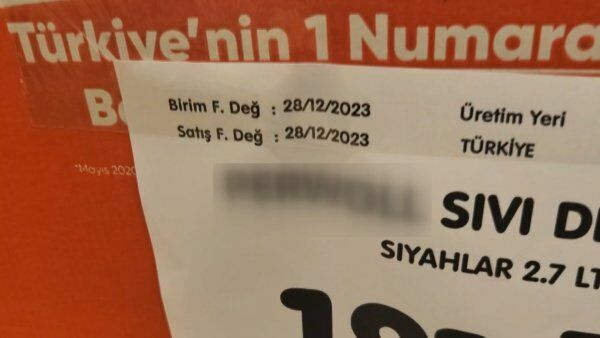 Türkiye'nin 1 Numara
Birim F. Değ : 28/12/2023
Satış F. Değ : 28/12/2023
Üretim Yeri
TÜRKİYE
*Mayıs 2020
SIVI
SIYAHLAR 2.7